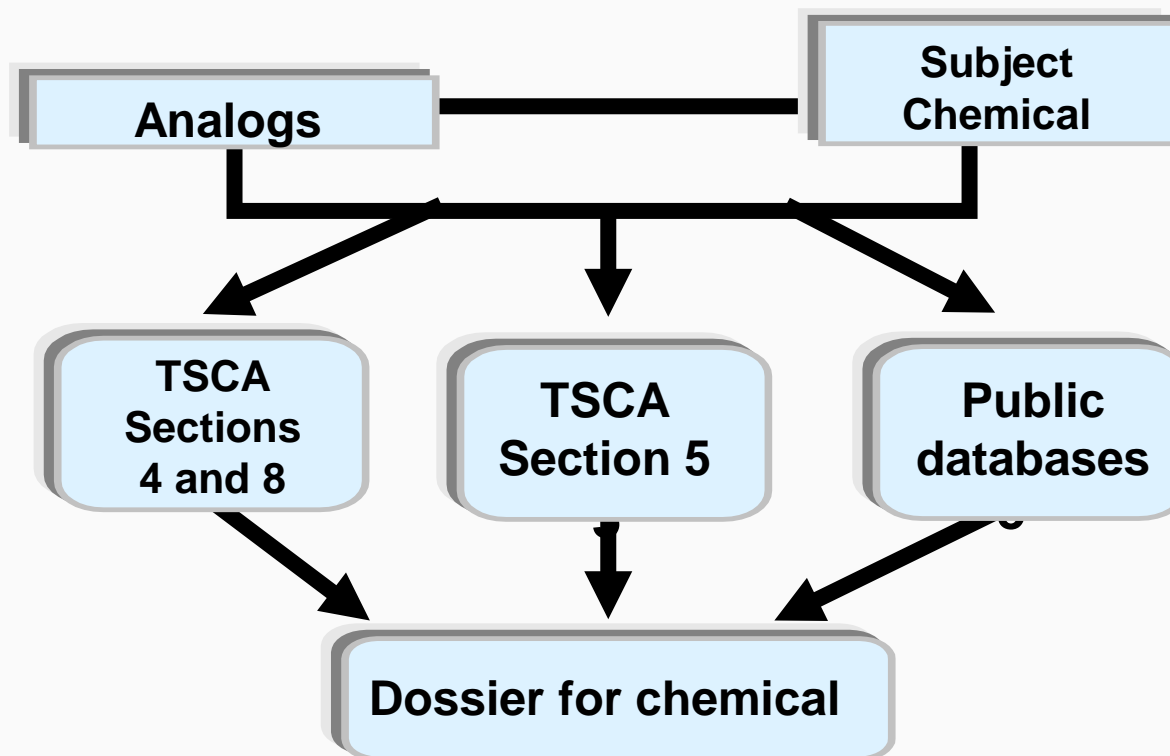 Analogs
Subject
Chemical
TSCA
Sections
4 and 8
TSCA
Section 5
Public
databases
Dossier for chemical